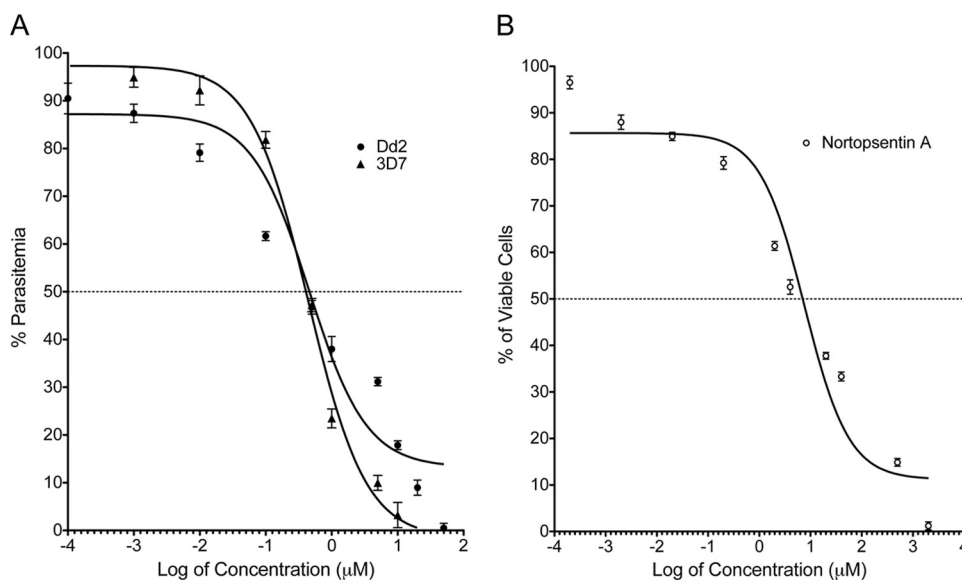 A
% Parasitemia
100
90
80
70
60
50
40
30
20
10
0
Dd2
3D7
-4 -3 -2 -1 0 1 2
Log of Concentration (µM)
B
% of Viable Cells
100
90
80
70
60
50
40
30
20
10
0
Nortopsentin A
-4 -3 -2 -1 0 1 2 3 4
Log of Concentration (µM)